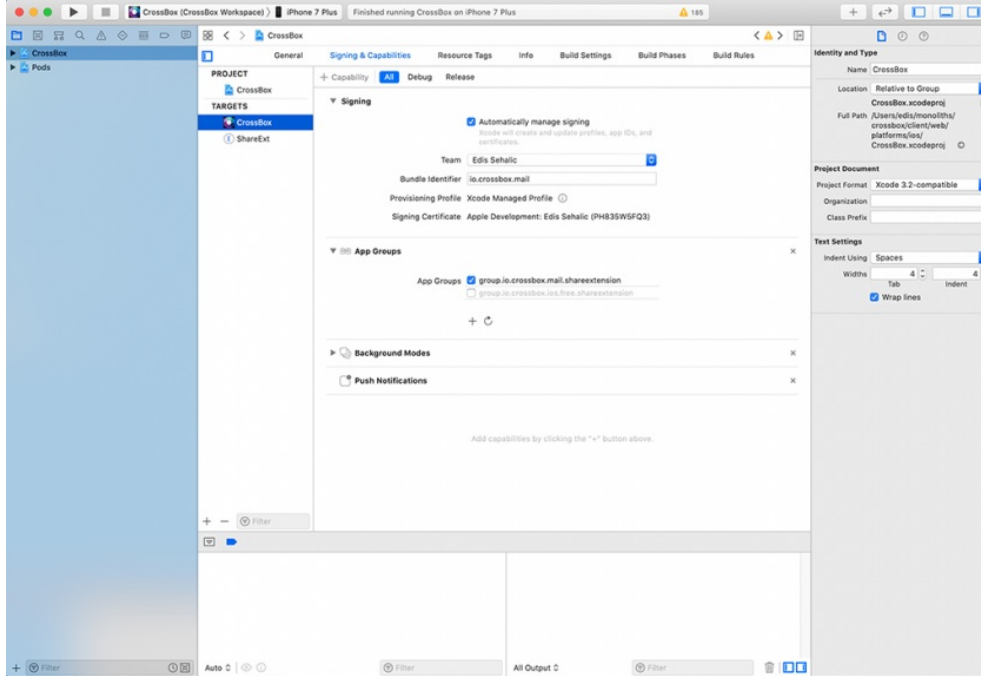 CrossBox (CrossBox Workspace) iPhone 7 Plus Finished running CrossBox on iPhone 7 Plus 185
CrossBox
Pods
CrossBox
General Signing & Capabilities Resource Tags Info Build Settings Build Phases Build Rules
PROJECT
CrossBox
TARGETS
CrossBox
ShareExt
+ Capability All Debug Release
Signing
Automatically manage signing
Xcode will create and update profiles, app IDs, and
certificates.
Team Edis Sehalic
Bundle Identifier io.crossbox.mail
Provisioning Profile Xcode Managed Profile
Signing Certificate Apple Development: Edis Sehalic (PH835W5FQ3)
App Groups
App Groups group.io.crossbox.mail.shareextension
group.io.crossbox.ios.free.shareextension
Background Modes
Push Notifications
Add capabilities by clicking the "+" button above.
Filter
Identity and Type
Name CrossBox
Location Relative to Group
CrossBox.xcodeproj
Full Path /Users/edis/monoliths/
crossbox/client/web/
platforms/ios/
CrossBox.xcodeproj
Project Document
Project Format Xcode 3.2-compatible
Organization
Class Prefix
Text Settings
Indent Using Spaces
Widths 4 4
Tab Indent
Wrap lines
Filter
Auto Filter All Output Filter